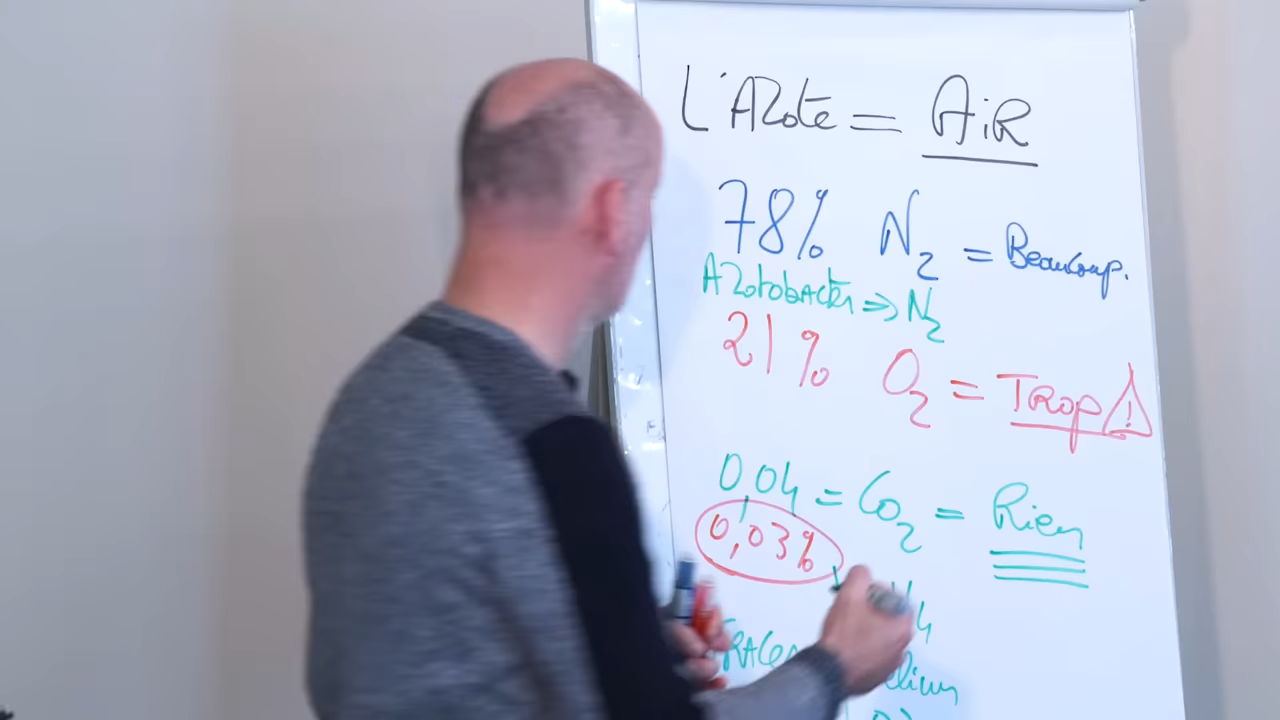 L'Azote = AiR
78% N2 = Beaucoup.
Azotobacter => N2
21% O2 = Trop !
0,04 = CO2 = Rien
0,03%